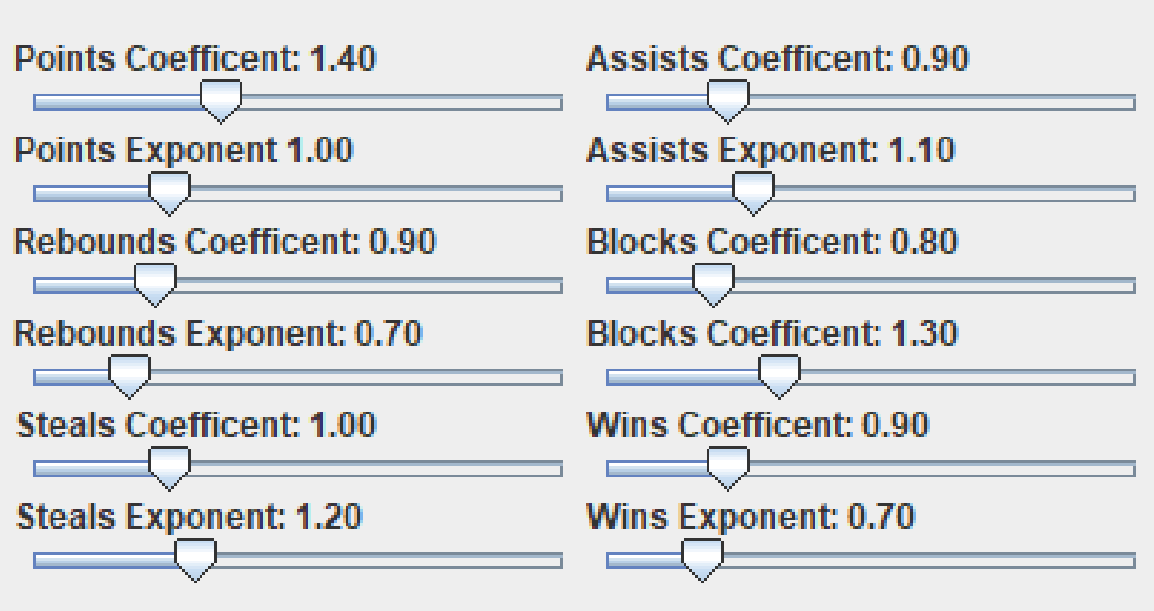 Points Coefficent: 1.40
Assists Coefficent: 0.90
Points Exponent 1.00
Assists Exponent: 1.10
Rebounds Coefficent: 0.90
Blocks Coefficent: 0.80
Rebounds Exponent: 0.70
Blocks Coefficent: 1.30
Steals Coefficent: 1.00
Wins Coefficent: 0.90
Steals Exponent: 1.20
Wins Exponent: 0.70